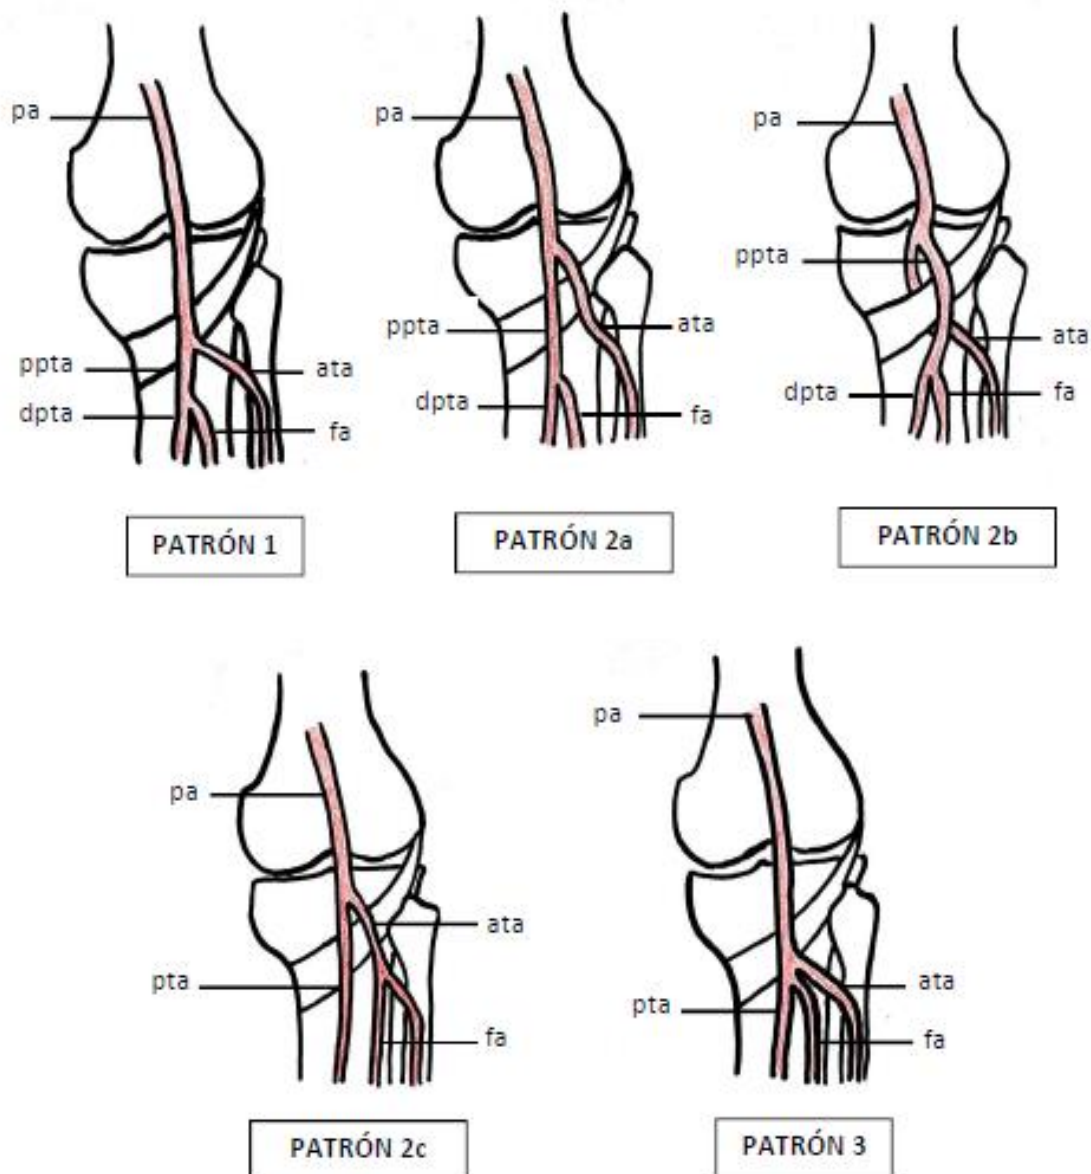 pa
ppta
dpta
ata
fa
PATRÓN 1
pa
ppta
dpta
ata
fa
PATRÓN 2a
pa
ppta
dpta
ata
fa
PATRÓN 2b
pa
pta
ata
fa
PATRÓN 2c
pa
pta
ata
fa
PATRÓN 3